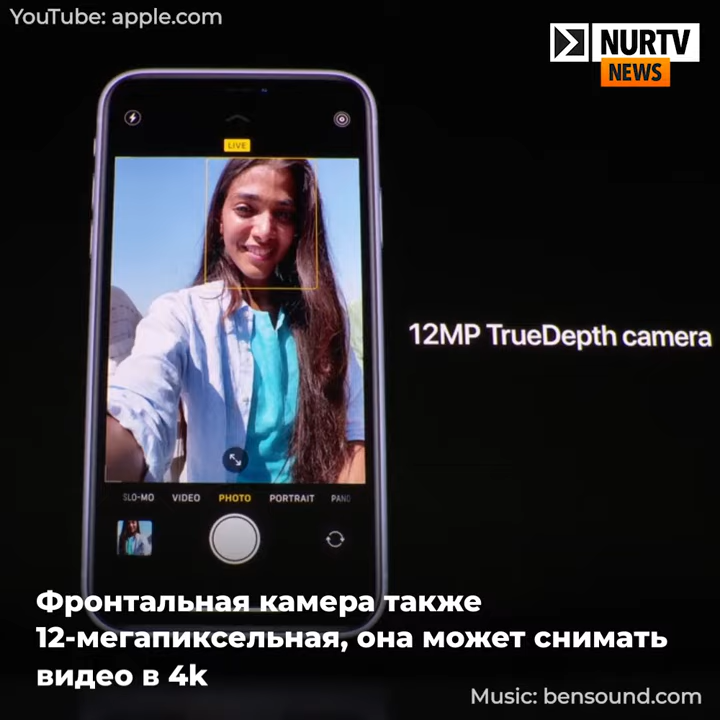 YouTube: apple.com
NURTV
NEWS
LIVE
12MP TrueDepth camera
SLO-MO VIDEO PHOTO PORTRAIT PANO
Фронтальная камера также
12-мегапиксельная, она может снимать
видео в 4k
Music: bensound.com